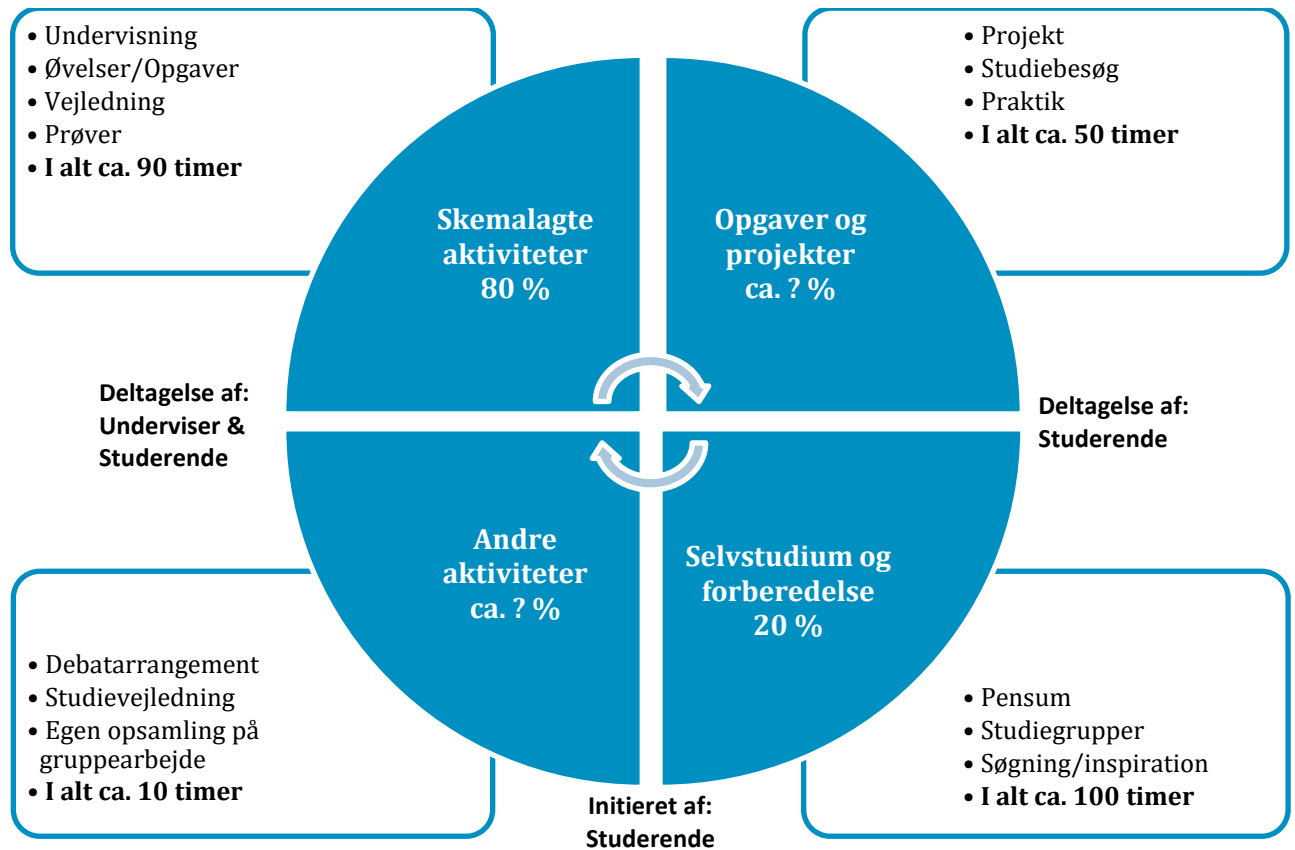 • Undervisning
• Øvelser/Opgaver
• Vejledning
• Prøver
• I alt ca. 90 timer
• Projekt
• Studiebesøg
• Praktik
• I alt ca. 50 timer
Skemalagte
aktiviteter
80 %
Opgaver og
projekter
ca. ? %
Deltagelse af:
Underviser &
Studerende
Deltagelse af:
Studerende
Andre
aktiviteter
ca. ? %
Selvstudium og
forberedelse
20 %
• Debatarrangement
• Studievejledning
• Egen opsamling på
gruppearbejde
• I alt ca. 10 timer
• Pensum
• Studiegrupper
• Søgning/inspiration
• I alt ca. 100 timer
Initieret af:
Studerende